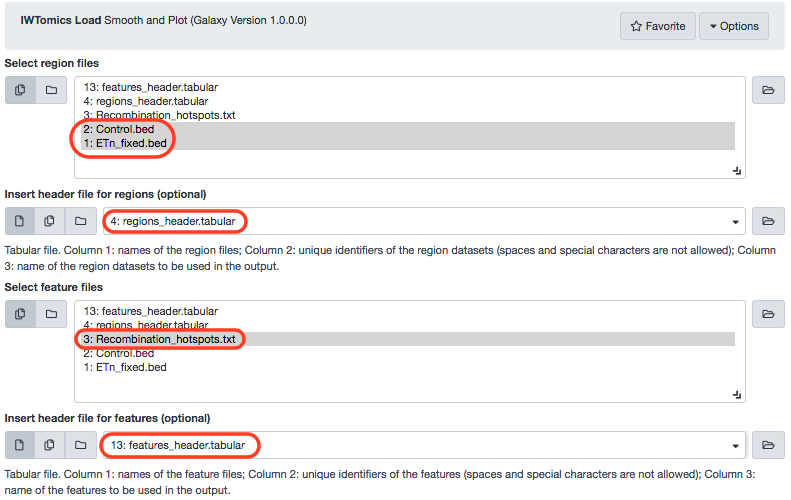 IWTomics Load Smooth and Plot (Galaxy Version 1.0.0.0)
Favorite
Options
Select region files
13: features_header.tabular
4: regions_header.tabular
3: Recombination_hotspots.txt
2: Control.bed
1: ETn_fixed.bed
Insert header file for regions (optional)
4: regions_header.tabular
Tabular file. Column 1: names of the region files; Column 2: unique identifiers of the region datasets (spaces and special characters are not allowed); Column
3: name of the region datasets to be used in the output.
Select feature files
13: features_header.tabular
4: regions_header.tabular
3: Recombination_hotspots.txt
2: Control.bed
1: ETn_fixed.bed
Insert header file for features (optional)
13: features_header.tabular
Tabular file. Column 1: names of the feature files; Column 2: unique identifiers of the features (spaces and special characters are not allowed); Column 3:
name of the features to be used in the output.